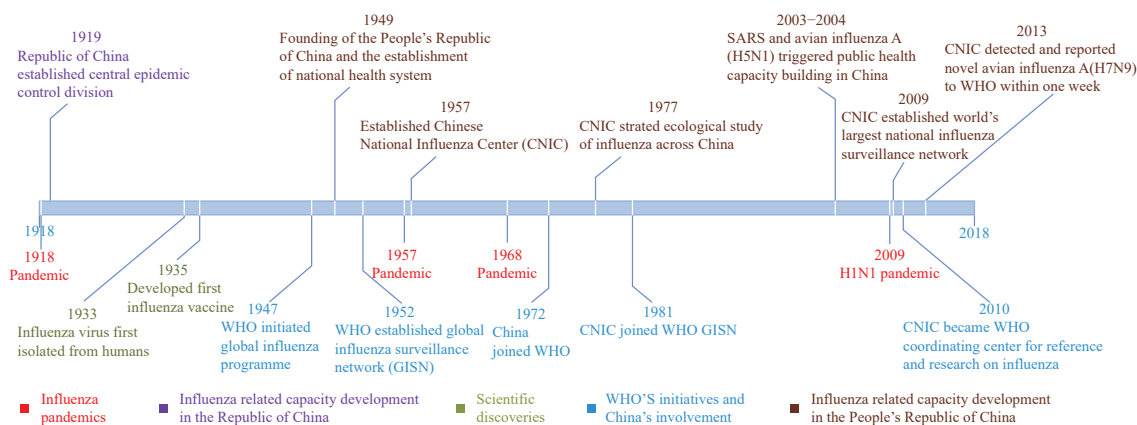 1919
Republic of China
established central epidemic
control division
1949
Founding of the People's Republic
of China and the establishment
of national health system
1957
Established Chinese
National Influenza Center (CNIC)
1977
CNIC strated ecological study
of influenza across China
2003−2004
SARS and avian influenza A
(H5N1) triggered public health
capacity building in China
2009
CNIC established world's
largest national influenza
surveillance network
2013
CNIC detected and reported
novel avian influenza A(H7N9)
to WHO within one week
1918
2018
1918
Pandemic
1957
Pandemic
1968
Pandemic
2009
H1N1 pandemic
1933
Influenza virus first
isolated from humans
1935
Developed first
influenza vaccine
1947
WHO initiated
global influenza
programme
1952
WHO established global
influenza surveillance
network (GISN)
1972
China
joined WHO
1981
CNIC joined WHO GISN
2010
CNIC became WHO
coordinating center for reference
and research on influenza
Influenza
pandemics
Influenza related capacity development
in the Republic of China
Scientific
discoveries
WHO'S initiatives and
China's involvement
Influenza related capacity development
in the People's Republic of China